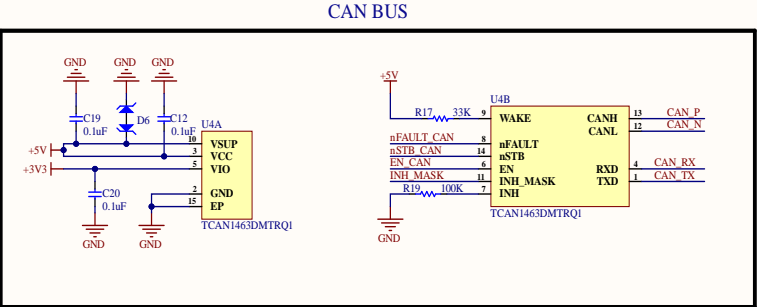 CAN BUS
GND GND GND
C19
0.1uF
D6
C12
0.1uF
U4A
+5V
+3V3
10 VSUP
3 VCC
5 VIO
2 GND
15 EP
TCAN1463DMTRQ1
C20
0.1uF
GND GND
+5V
R17 33K
U4B
9 WAKE
nFAULT_CAN 8 nFAULT
nSTB_CAN 14 nSTB
EN_CAN 6 EN
INH_MASK 11 INH_MASK
R19 100K 7 INH
GND
CANH 13 CAN_P
CANL 12 CAN_N
RXD 4 CAN_RX
TXD 1 CAN_TX
TCAN1463DMTRQ1